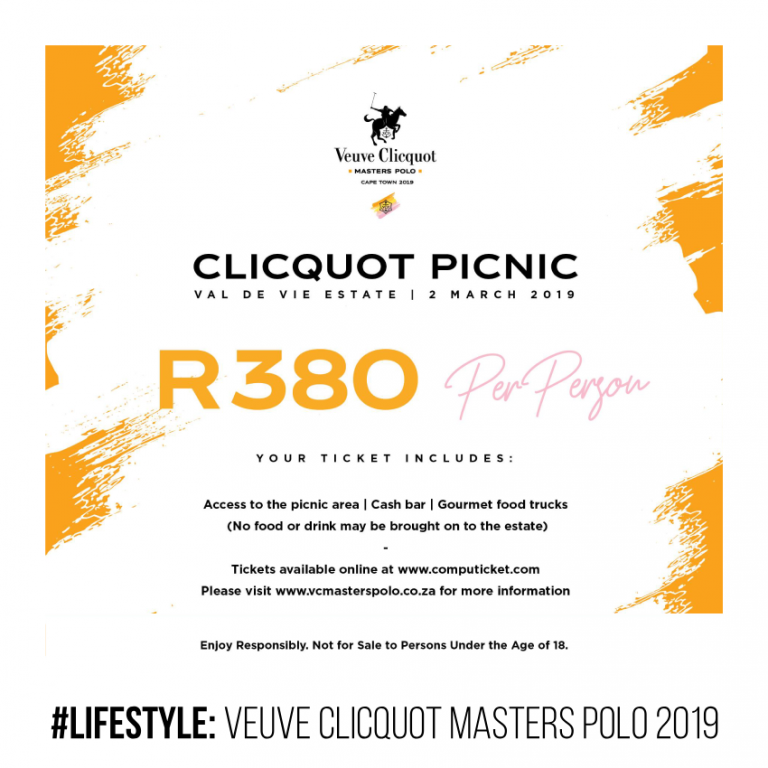 Veuve Clicquot
MASTERS POLO
CAPE TOWN 2019
CLICQUOT PICNIC
VAL DE VIE ESTATE | 2 MARCH 2019
R380 Per Person
YOUR TICKET INCLUDES:
Access to the picnic area | Cash bar | Gourmet food trucks
(No food or drink may be brought on to the estate)
-
Tickets available online at www.computicket.com
Please visit www.vcmasterspolo.co.za for more information
Enjoy Responsibly. Not for Sale to Persons Under the Age of 18.
#LIFESTYLE: VEUVE CLICQUOT MASTERS POLO 2019